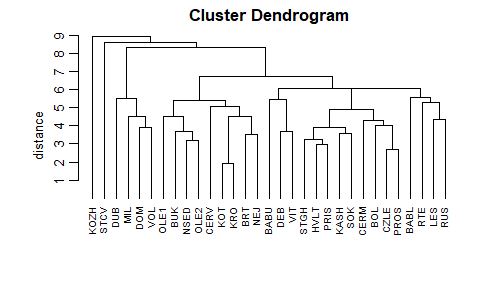 Cluster Dendrogram
distance
9
8
7
6
5
4
3
2
1
KOZH
STCV
DUB
MIL
DOM
VOL
OLE1
BUK
NSED
OLE2
CERV
KOT
KRO
BRT
NEJ
BABU
DEB
VIT
STGH
HVLT
PRIS
KASH
SOK
CERM
BOL
CZLE
PROS
BABL
RTE
LES
RUS